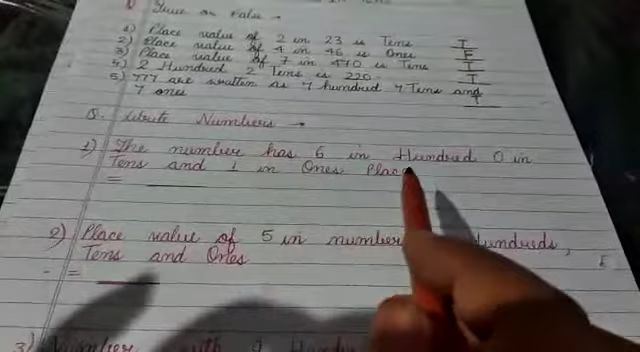 True or False
1) Place value of 2 in 23 is Tens T
2) Place value of 4 in 46 is Ones F
3) Place value of 7 in 470 is Tens T
4) 2 Hundred 2 Tens is 220 T
5) 777 are written as 7 hundred 7 Tens and
7 ones T
Q. Write Numbers
1) The number has 6 in Hundred 0 in
Tens and 1 in Ones Place
=
2) Place value of 5 in number Hundreds,
Tens and Ones
=
3) Number with 9